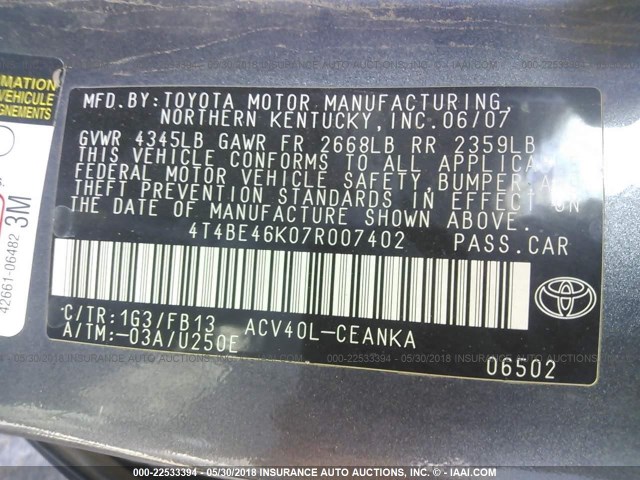 MFD.BY:TOYOTA MOTOR MANUFACTURING,
NORTHERN KENTUCKY,INC.06/07
GVWR 4345LB GAWR FR 2668LB RR 2359LB
THIS VEHICLE CONFORMS TO ALL
FEDERAL MOTOR VEHICLE SAFETY,BUMPER,
THEFT PREVENTION STANDARDS IN EFFECT ON
THE DATE OF MANUFACTURE SHOWN ABOVE.
4T4BE46K07R007402 PASS.CAR
C/TR:1G3/FB13 ACV40L-CEANKA
A/TM:-03A/U250E
06502
VEHICULE
42661-06482 3M
000-22533394 - 05/30/2018 INSURANCE AUTO AUCTIONS, INC. © - IAAI.COM